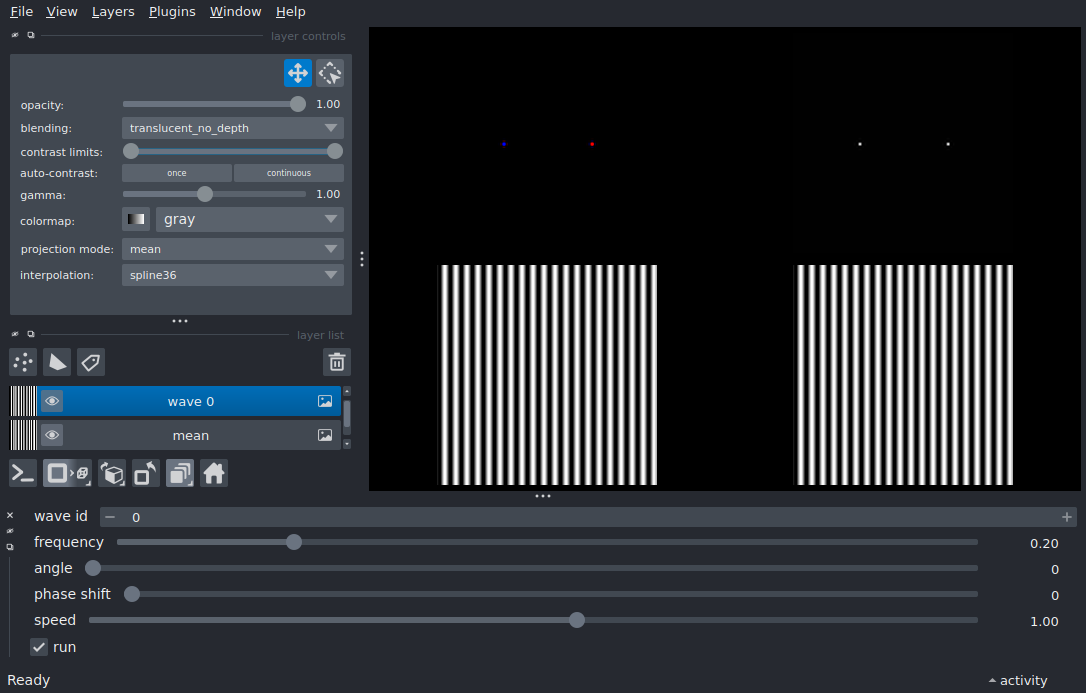 File View Layers Plugins Window Help
layer controls
opacity: 1.00
blending: translucent_no_depth
contrast limits:
auto-contrast: once continuous
gamma: 1.00
colormap: gray
projection mode: mean
interpolation: spline36
layer list
wave 0
mean
wave id 0
frequency 0.20
angle 0
phase shift 0
speed 1.00
run
Ready activity